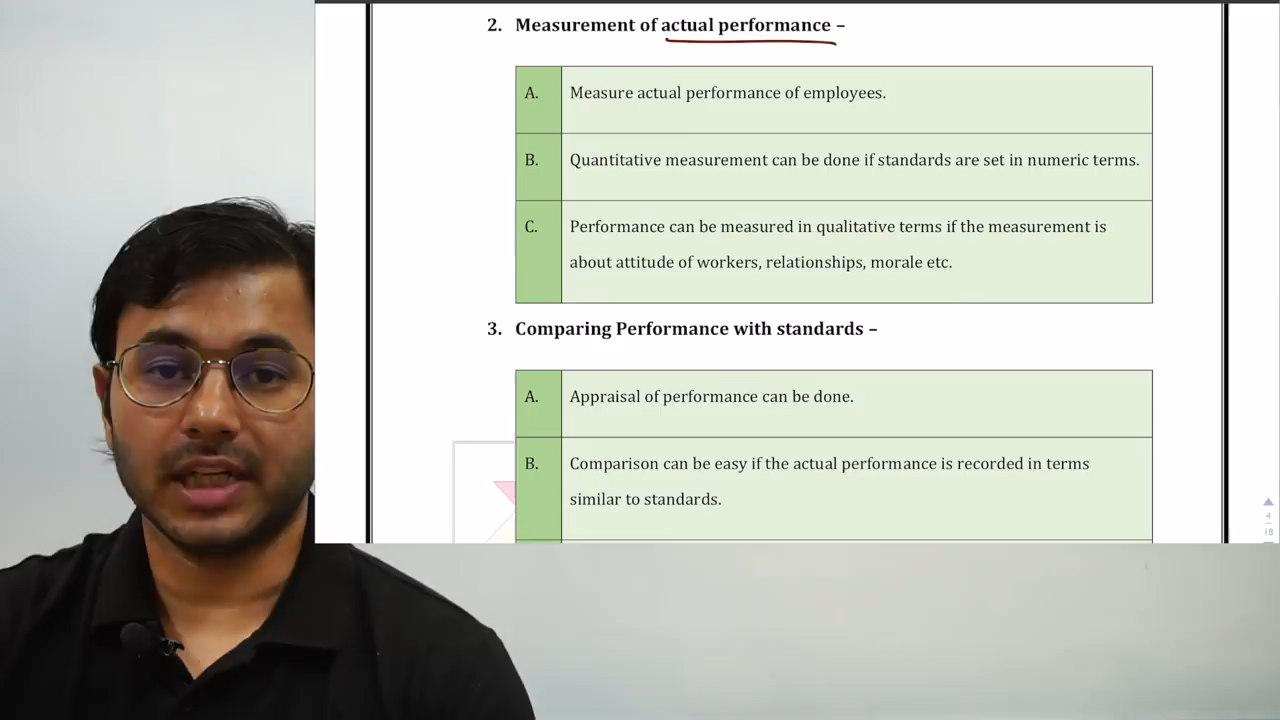 2. Measurement of actual performance –
A. Measure actual performance of employees.
B. Quantitative measurement can be done if standards are set in numeric terms.
C. Performance can be measured in qualitative terms if the measurement is
about attitude of workers, relationships, morale etc.
3. Comparing Performance with standards –
A. Appraisal of performance can be done.
B. Comparison can be easy if the actual performance is recorded in terms
similar to standards.
4
18